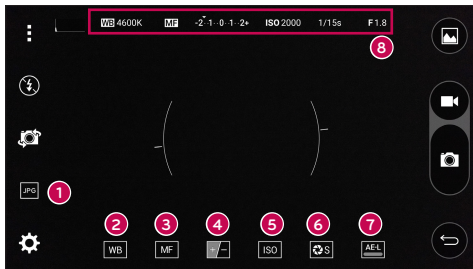 WB 4600K MF -2··1··0··1··2+ ISO 2000 1/15s F1.8
8
JPG 1
2 3 4 5 6 7
WB MF +/- ISO S AE-L